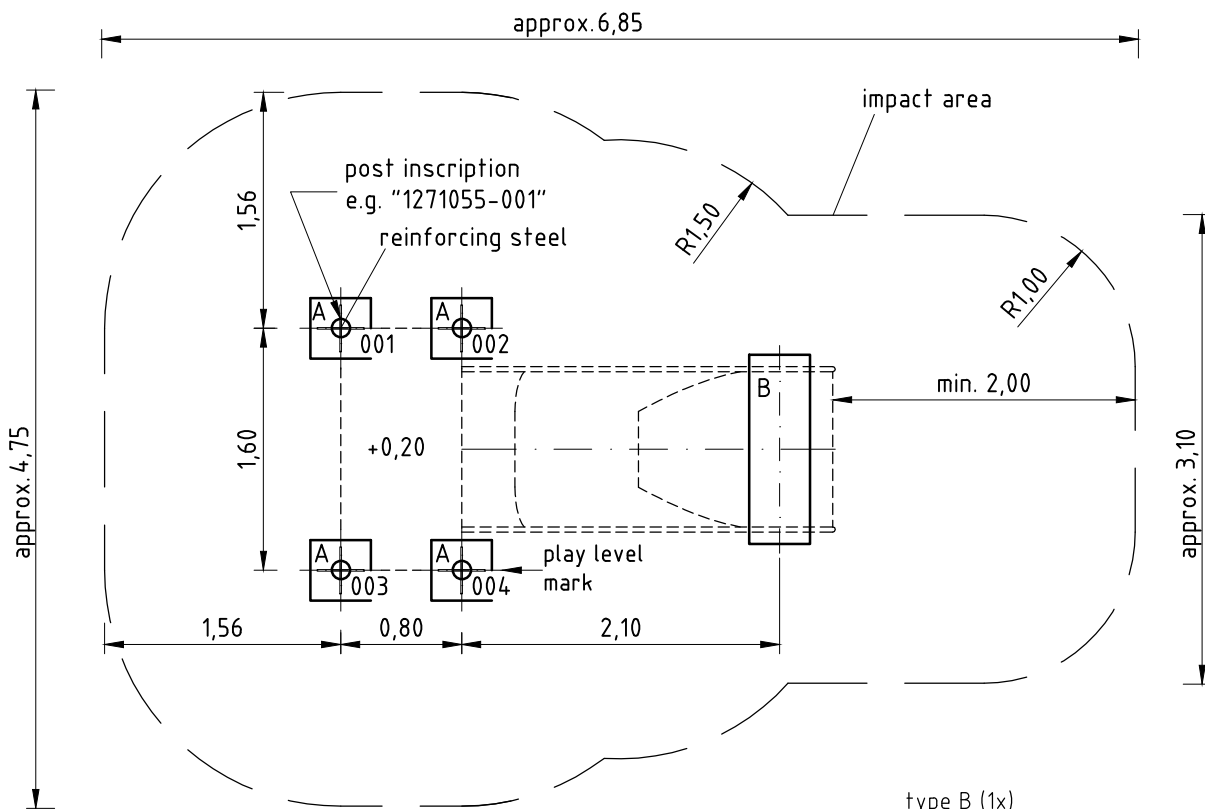 approx. 6,85
impact area
post inscription
e.g. "1271055-001"
reinforcing steel
1,56
R1,50
R1,00
A
A
001
002
B
min. 2,00
+0,20
1,60
approx. 4,75
approx. 3,10
A
A
003
004
play level
mark
1,56
0,80
2,10
type B (1x)